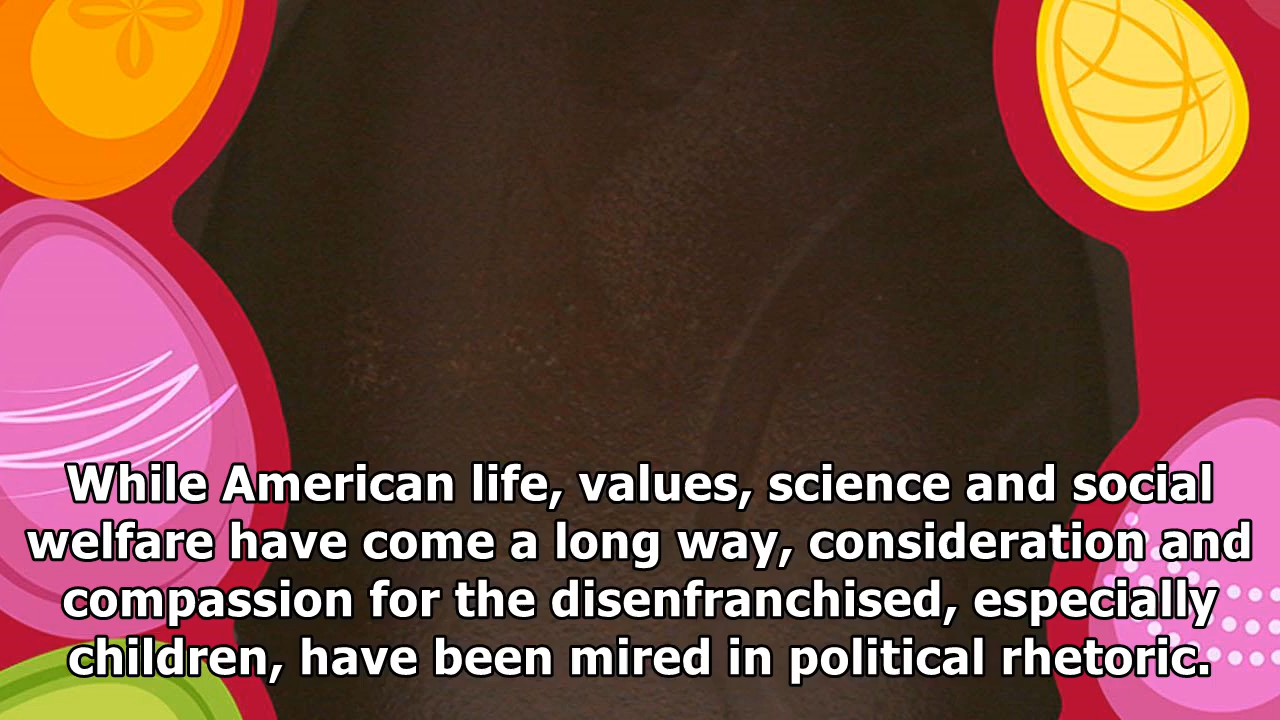 While American life, values, science and social
welfare have come a long way, consideration and
compassion for the disenfranchised, especially
children, have been mired in political rhetoric.